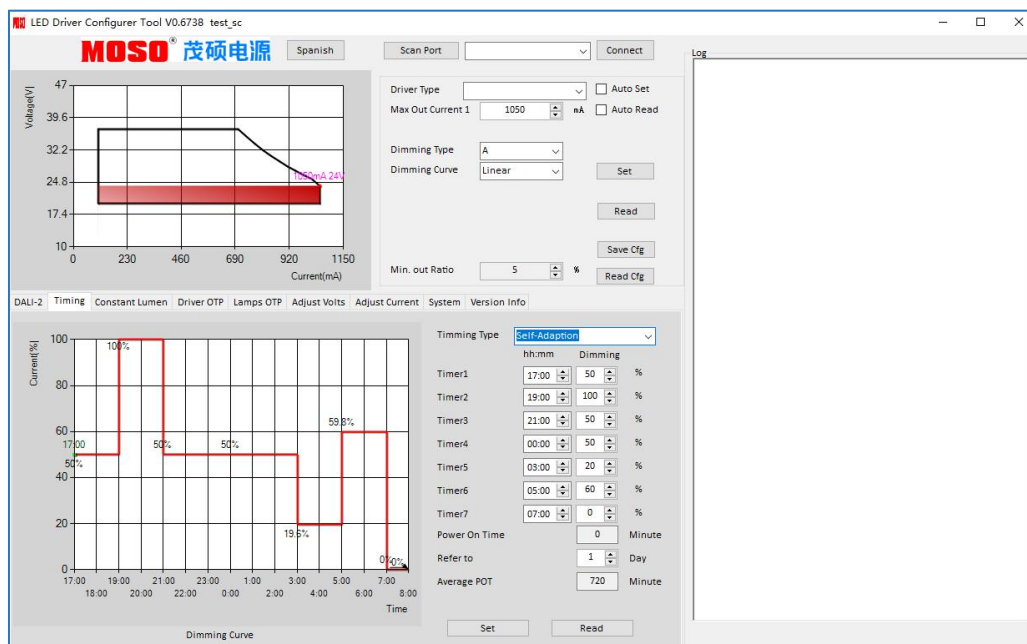 LED Driver Configurer Tool V0.6738 test_sc
MOSO® 茂硕电源
Spanish
Scan Port
Connect
Log
Voltage[V]
47
39.6
32.2
24.8
17.4
10
1050mA 24V
0 230 460 690 920 1150
Current(mA)
Driver Type
Auto Set
Max Out Current 1 1050 mA
Auto Read
Dimming Type A
Dimming Curve Linear
Set
Read
Save Cfg
Min. out Ratio 5 %
Read Cfg
DALI-2 Timing Constant Lumen Driver OTP Lamps OTP Adjust Volts Adjust Current System Version Info
Current[%]
100
80
60
40
20
0
100%
17:00
50%
50%
50%
19.6%
59.8%
0%
0%
17:00 19:00 21:00 23:00 1:00 3:00 5:00 7:00
18:00 20:00 22:00 0:00 2:00 4:00 6:00 8:00
Time
Dimming Curve
Timming Type Self-Adaption
hh:mm Dimming
Timer1 17:00 50 %
Timer2 19:00 100 %
Timer3 21:00 50 %
Timer4 00:00 50 %
Timer5 03:00 20 %
Timer6 05:00 60 %
Timer7 07:00 0 %
Power On Time 0 Minute
Refer to 1 Day
Average POT 720 Minute
Set
Read